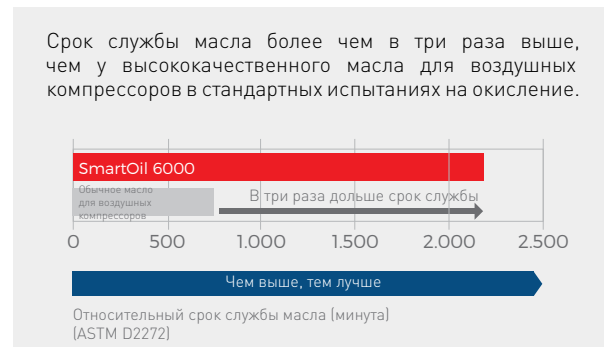 Срок службы масла более чем в три раза выше,
чем у высококачественного масла для воздушных
компрессоров в стандартных испытаниях на окисление.
SmartOil 6000
Обычное масло
для воздушных
компрессоров
В три раза дольше срок службы
0 500 1.000 1.500 2.000 2.500
Чем выше, тем лучше
Относительный срок службы масла (минута)
(ASTM D2272)